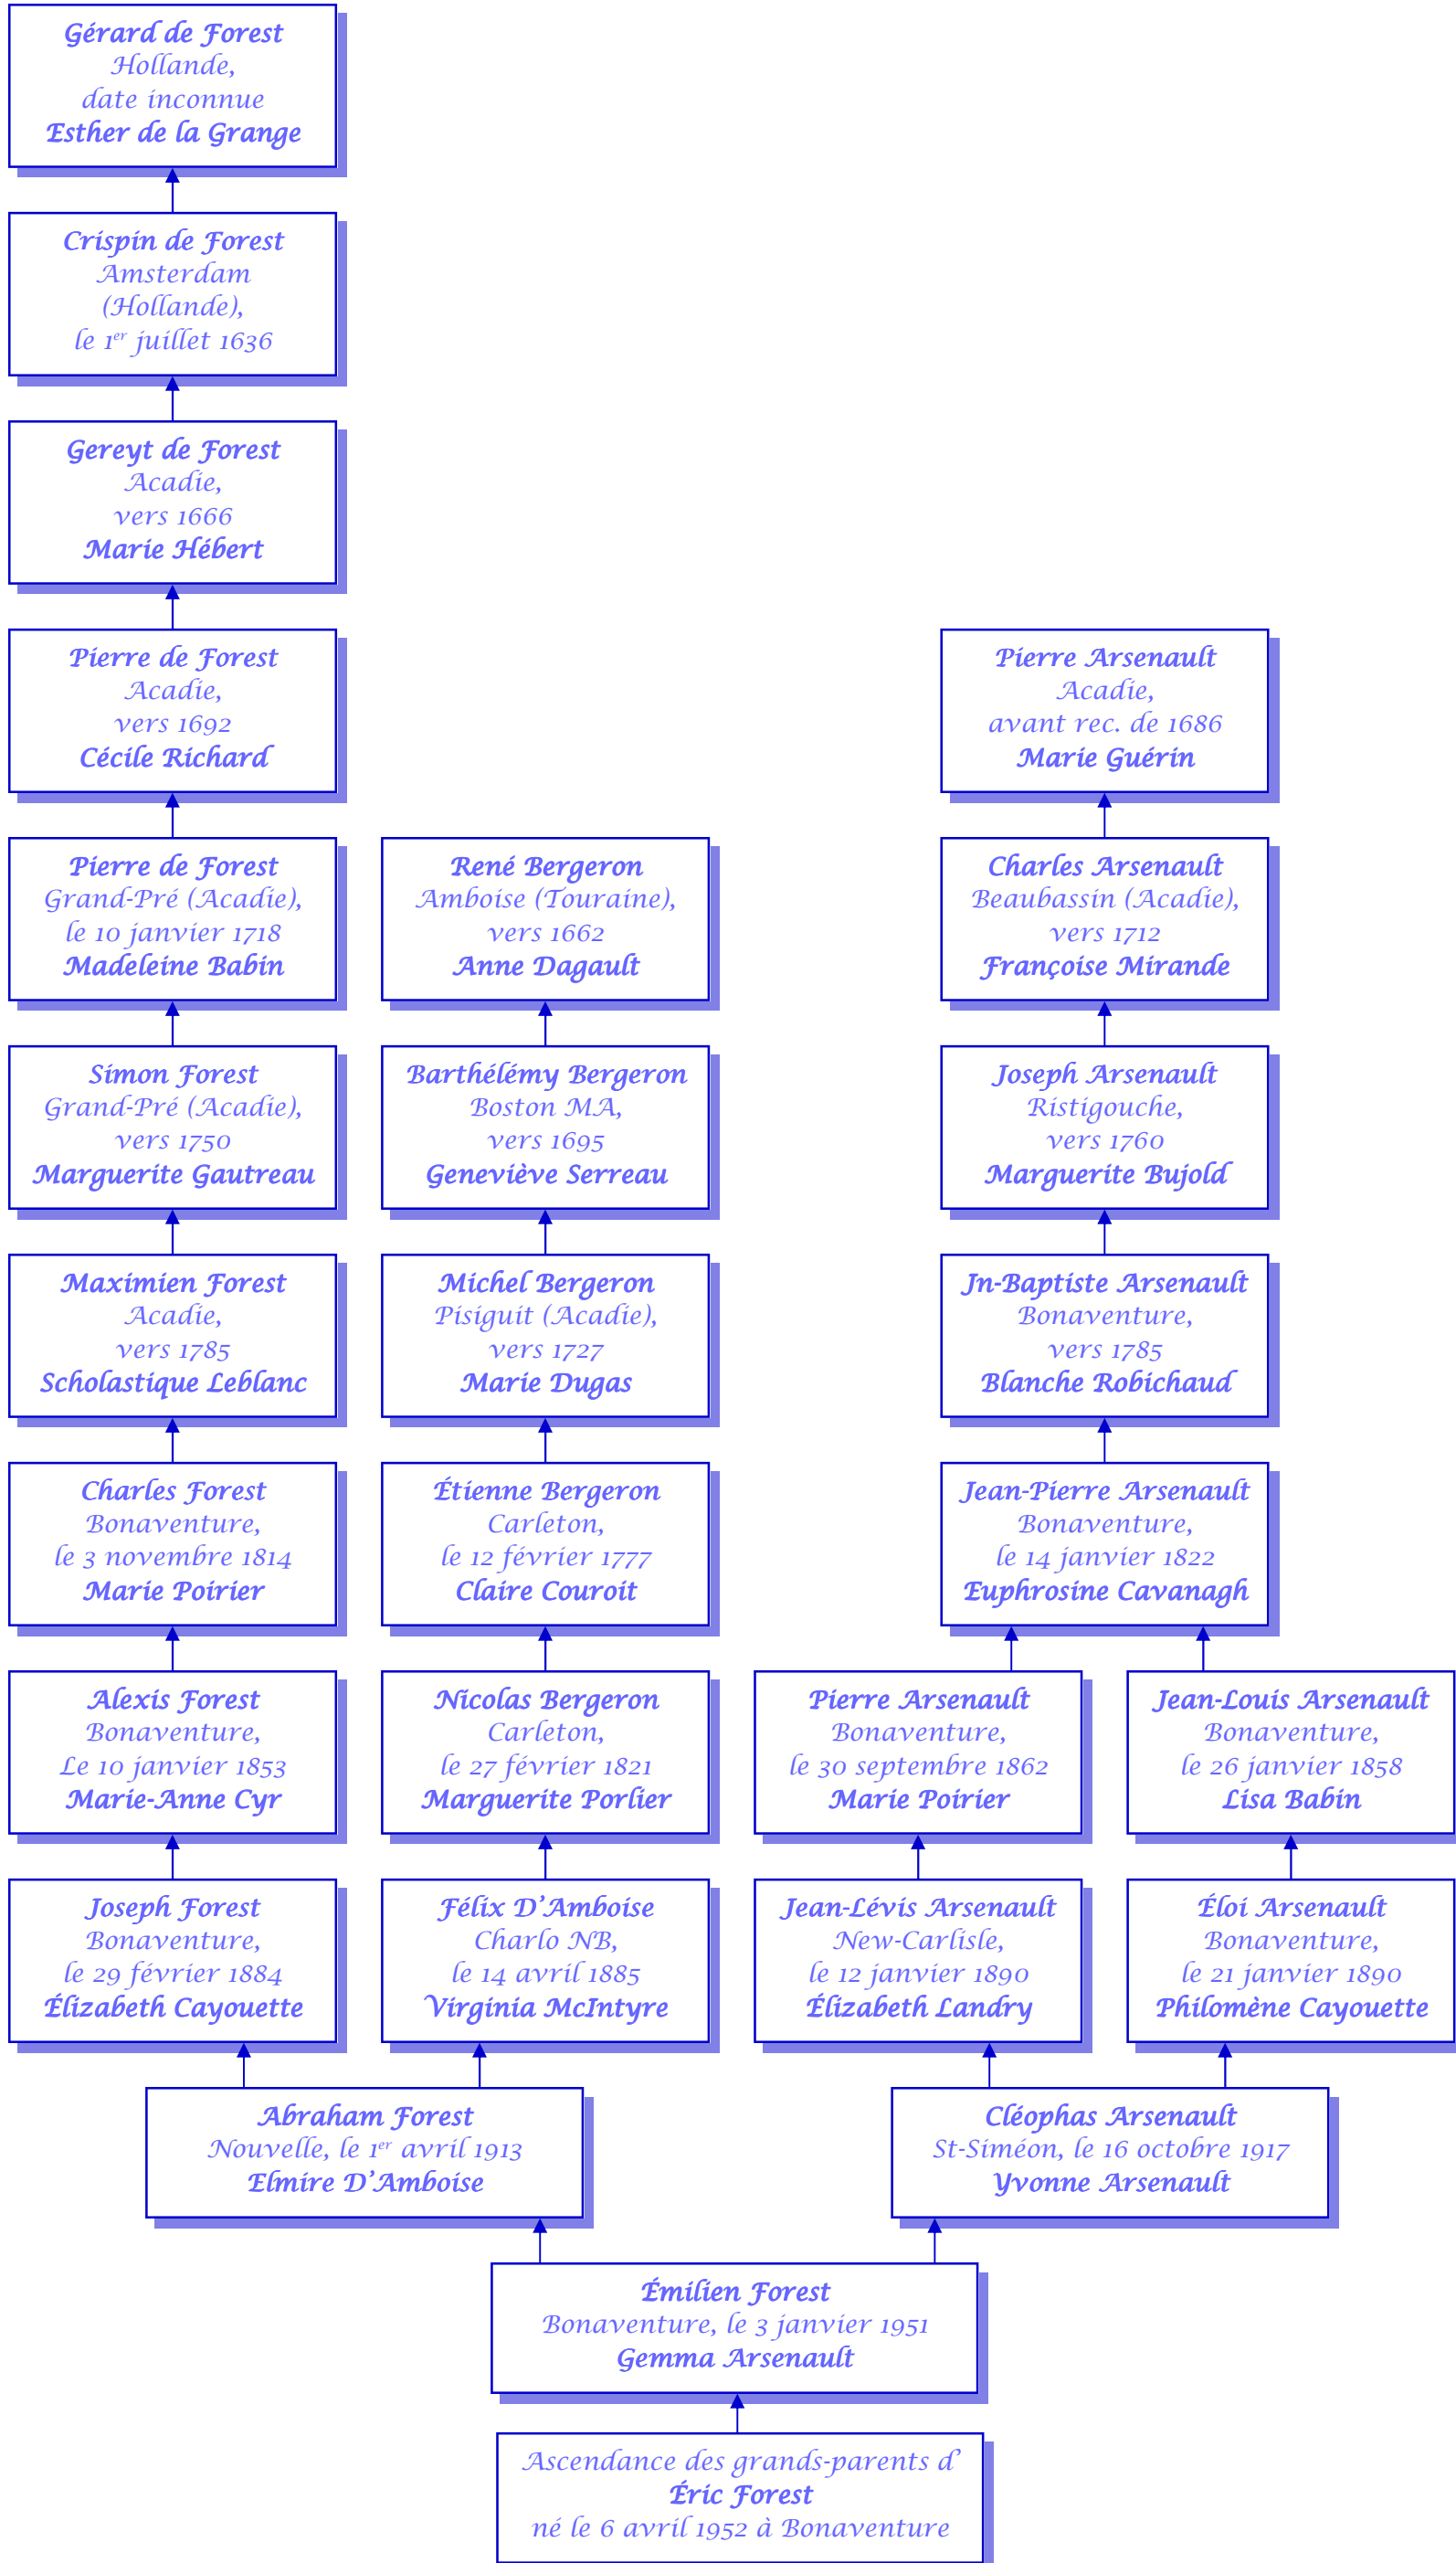 Gérard de Forest
Hollande,
date inconnue
Esther de la Grange
Crispin de Forest
Amsterdam
(Hollande),
le 1er juillet 1636
Gereyt de Forest
Acadie,
vers 1666
Marie Hébert
Pierre de Forest
Acadie,
vers 1692
Cécile Richard
Pierre Arsenault
Acadie,
avant rec. de 1686
Marie Guérin
Pierre de Forest
Grand-Pré (Acadie),
le 10 janvier 1718
Madeleine Babin
René Bergeron
Amboise (Touraine),
vers 1662
Anne Dagault
Charles Arsenault
Beaubassin (Acadie),
vers 1712
Françoise Mirande
Simon Forest
Grand-Pré (Acadie),
vers 1750
Marguerite Gautreau
Barthélémy Bergeron
Boston MA,
vers 1695
Geneviève Serreau
Joseph Arsenault
Ristigouche,
vers 1760
Marguerite Bujold
Maximien Forest
Acadie,
vers 1785
Scholastique Leblanc
Michel Bergeron
Pisiguit (Acadie),
vers 1727
Marie Dugas
Jn-Baptiste Arsenault
Bonaventure,
vers 1785
Blanche Robichaud
Charles Forest
Bonaventure,
le 3 novembre 1814
Marie Poirier
Étienne Bergeron
Carleton,
le 12 février 1777
Claire Couroit
Jean-Pierre Arsenault
Bonaventure,
le 14 janvier 1822
Euphrosine Cavanagh
Alexis Forest
Bonaventure,
Le 10 janvier 1853
Marie-Anne Cyr
Nicolas Bergeron
Carleton,
le 27 février 1821
Marguerite Porlier
Pierre Arsenault
Bonaventure,
le 30 septembre 1862
Marie Poirier
Jean-Louis Arsenault
Bonaventure,
le 26 janvier 1858
Lisa Babin
Joseph Forest
Bonaventure,
le 29 février 1884
Élizabeth Cayouette
Félix D'Amboise
Charlo NB,
le 14 avril 1885
Virginia McIntyre
Jean-Lévis Arsenault
New-Carlisle,
le 12 janvier 1890
Élizabeth Landry
Éloi Arsenault
Bonaventure,
le 21 janvier 1890
Philomène Cayouette
Abraham Forest
Nouvelle, le 1er avril 1913
Elmire D'Amboise
Cléophas Arsenault
St-Siméon, le 16 octobre 1917
Yvonne Arsenault
Émilien Forest
Bonaventure, le 3 janvier 1951
Gemma Arsenault
Ascendance des grands-parents d'
Éric Forest
né le 6 avril 1952 à Bonaventure